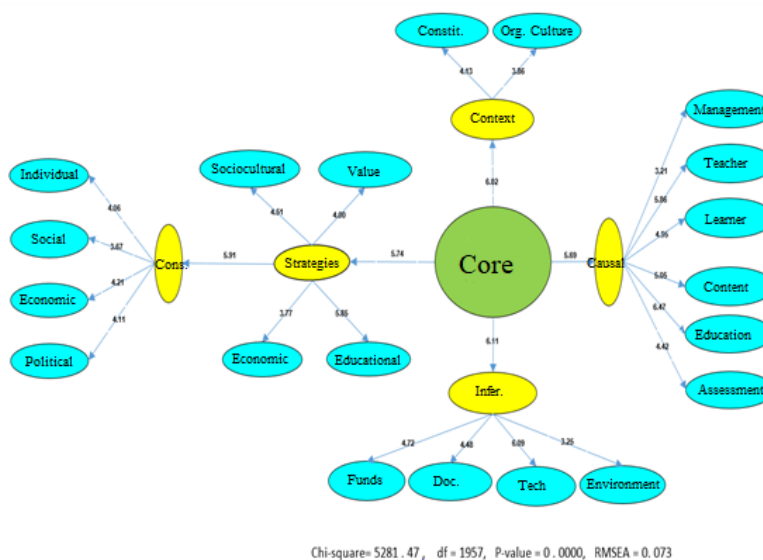 Constit.
Org. Culture
4.13
3.86
Context
6.02
Management
Teacher
Learner
Content
Education
Assessment
3.21
5.06
4.95
5.05
6.47
4.42
Causal
5.69
Core
5.74
Sociocultural
Value
4.61
4.00
Strategies
3.77
5.85
Economic
Educational
5.91
Cons.
Individual
Social
Economic
Political
4.06
3.67
4.21
4.11
6.11
Infer.
4.72
4.48
6.09
3.25
Funds
Doc.
Tech
Environment
Chi-square= 5281 . 47 , df = 1957, P-value = 0 . 0000, RMSEA = 0. 073